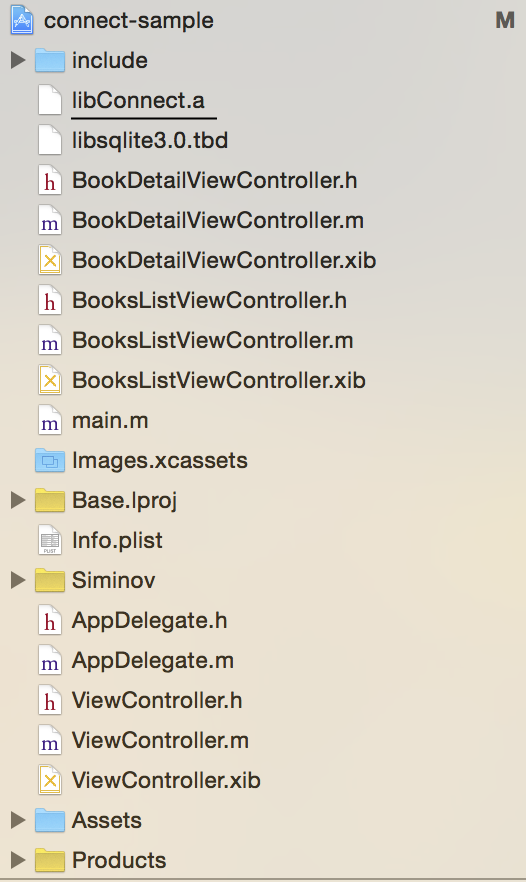 connect-sample M
include
libConnect.a
libsqlite3.0.tbd
h BookDetailViewController.h
m BookDetailViewController.m
BookDetailViewController.xib
h BooksListViewController.h
m BooksListViewController.m
BooksListViewController.xib
m main.m
Images.xcassets
Base.lproj
PLIST Info.plist
Siminov
h AppDelegate.h
m AppDelegate.m
h ViewController.h
m ViewController.m
ViewController.xib
Assets
Products